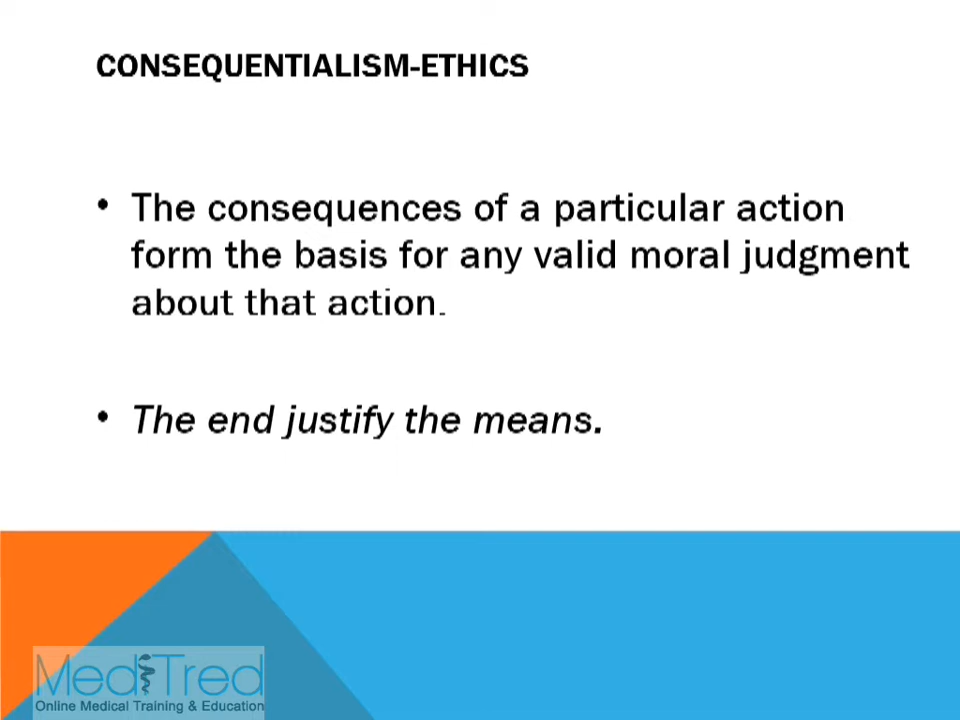 CONSEQUENTIALISM-ETHICS
• The consequences of a particular action
form the basis for any valid moral judgment
about that action.
• The end justify the means.
MediTred
Online Medical Training & Education